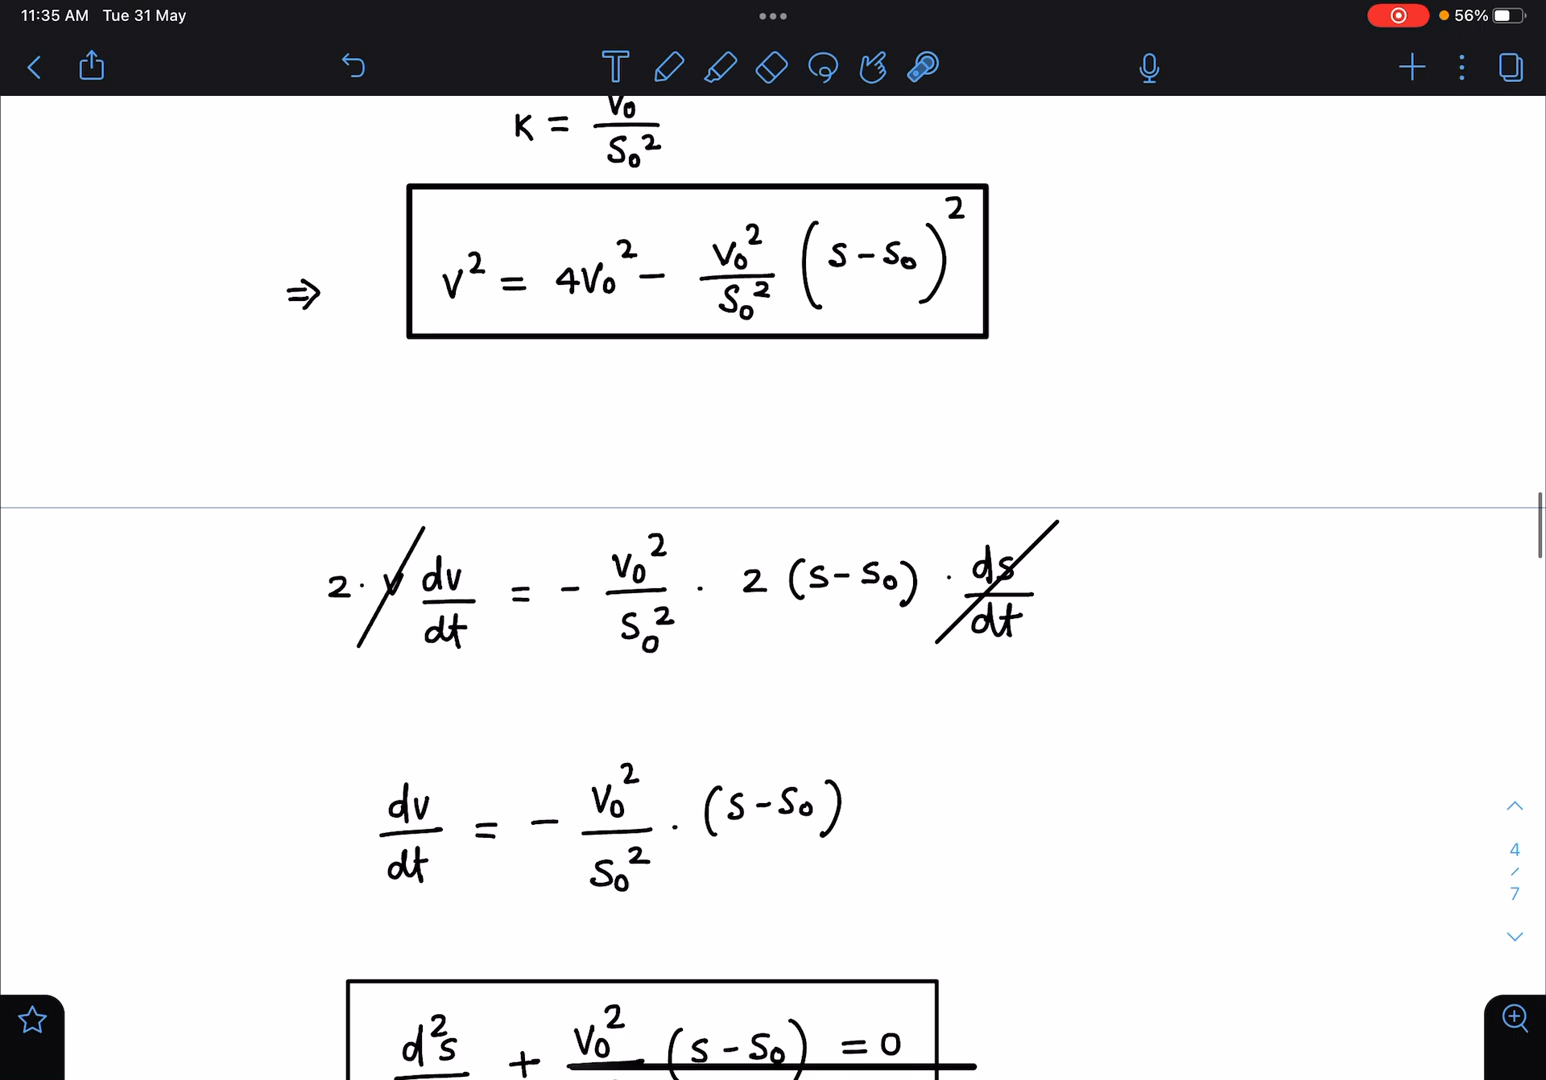 11:35 AM Tue 31 May
56%
K = V₀ / S₀²
⇒ V² = 4V₀² − V₀²/S₀² (S − S₀)²
2 · v dv/dt = − V₀²/S₀² · 2 (S − S₀) · ds/dt
dv/dt = − V₀²/S₀² · (S − S₀)
4 / 7
d²s + V₀² (S − S₀) = 0